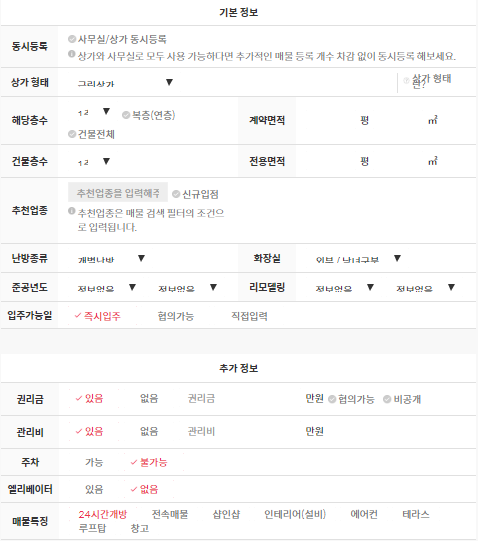 기본 정보
동시등록
사무실/상가 동시등록
상가와 사무실로 모두 사용 가능하다면 추가적인 매물 등록 개수 차감 없이 동시등록 해보세요.
상가 형태
근린상가 ▼
상가 형태
란?
해당층수
1층 ▼
복층(연층)
건물전체
계약면적
평
㎡
건물층수
1층 ▼
전용면적
평
㎡
추천업종
추천업종을 입력해주
신규입점
추천업종은 매물 검색 필터의 조건으
로 입력됩니다.
난방종류
개별난방 ▼
화장실
외부 / 남녀구분 ▼
준공년도
정보없음 ▼ 정보없음 ▼
리모델링
정보없음 ▼ 정보없음 ▼
입주가능일
즉시입주 협의가능 직접입력
추가 정보
권리금
있음 없음 권리금 만원 협의가능 비공개
관리비
있음 없음 관리비 만원
주차
가능 불가능
엘리베이터
있음 없음
매물특징
24시간개방 전속매물 샵인샵 인테리어(설비) 에어컨 테라스
루프탑 창고